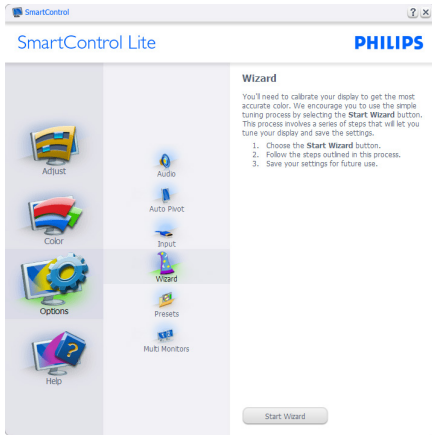 SmartControl
SmartControl Lite
PHILIPS
Adjust
Color
Options
Help
Audio
Auto Pivot
Input
Wizard
Presets
Multi Monitors
Wizard
You'll need to calibrate your display to get the most
accurate color. We encourage you to use the simple
tuning process by selecting the Start Wizard button.
This process involves a series of steps that will let you
tune your display and save the settings.
1. Choose the Start Wizard button.
2. Follow the steps outlined in this process.
3. Save your settings for future use.
Start Wizard